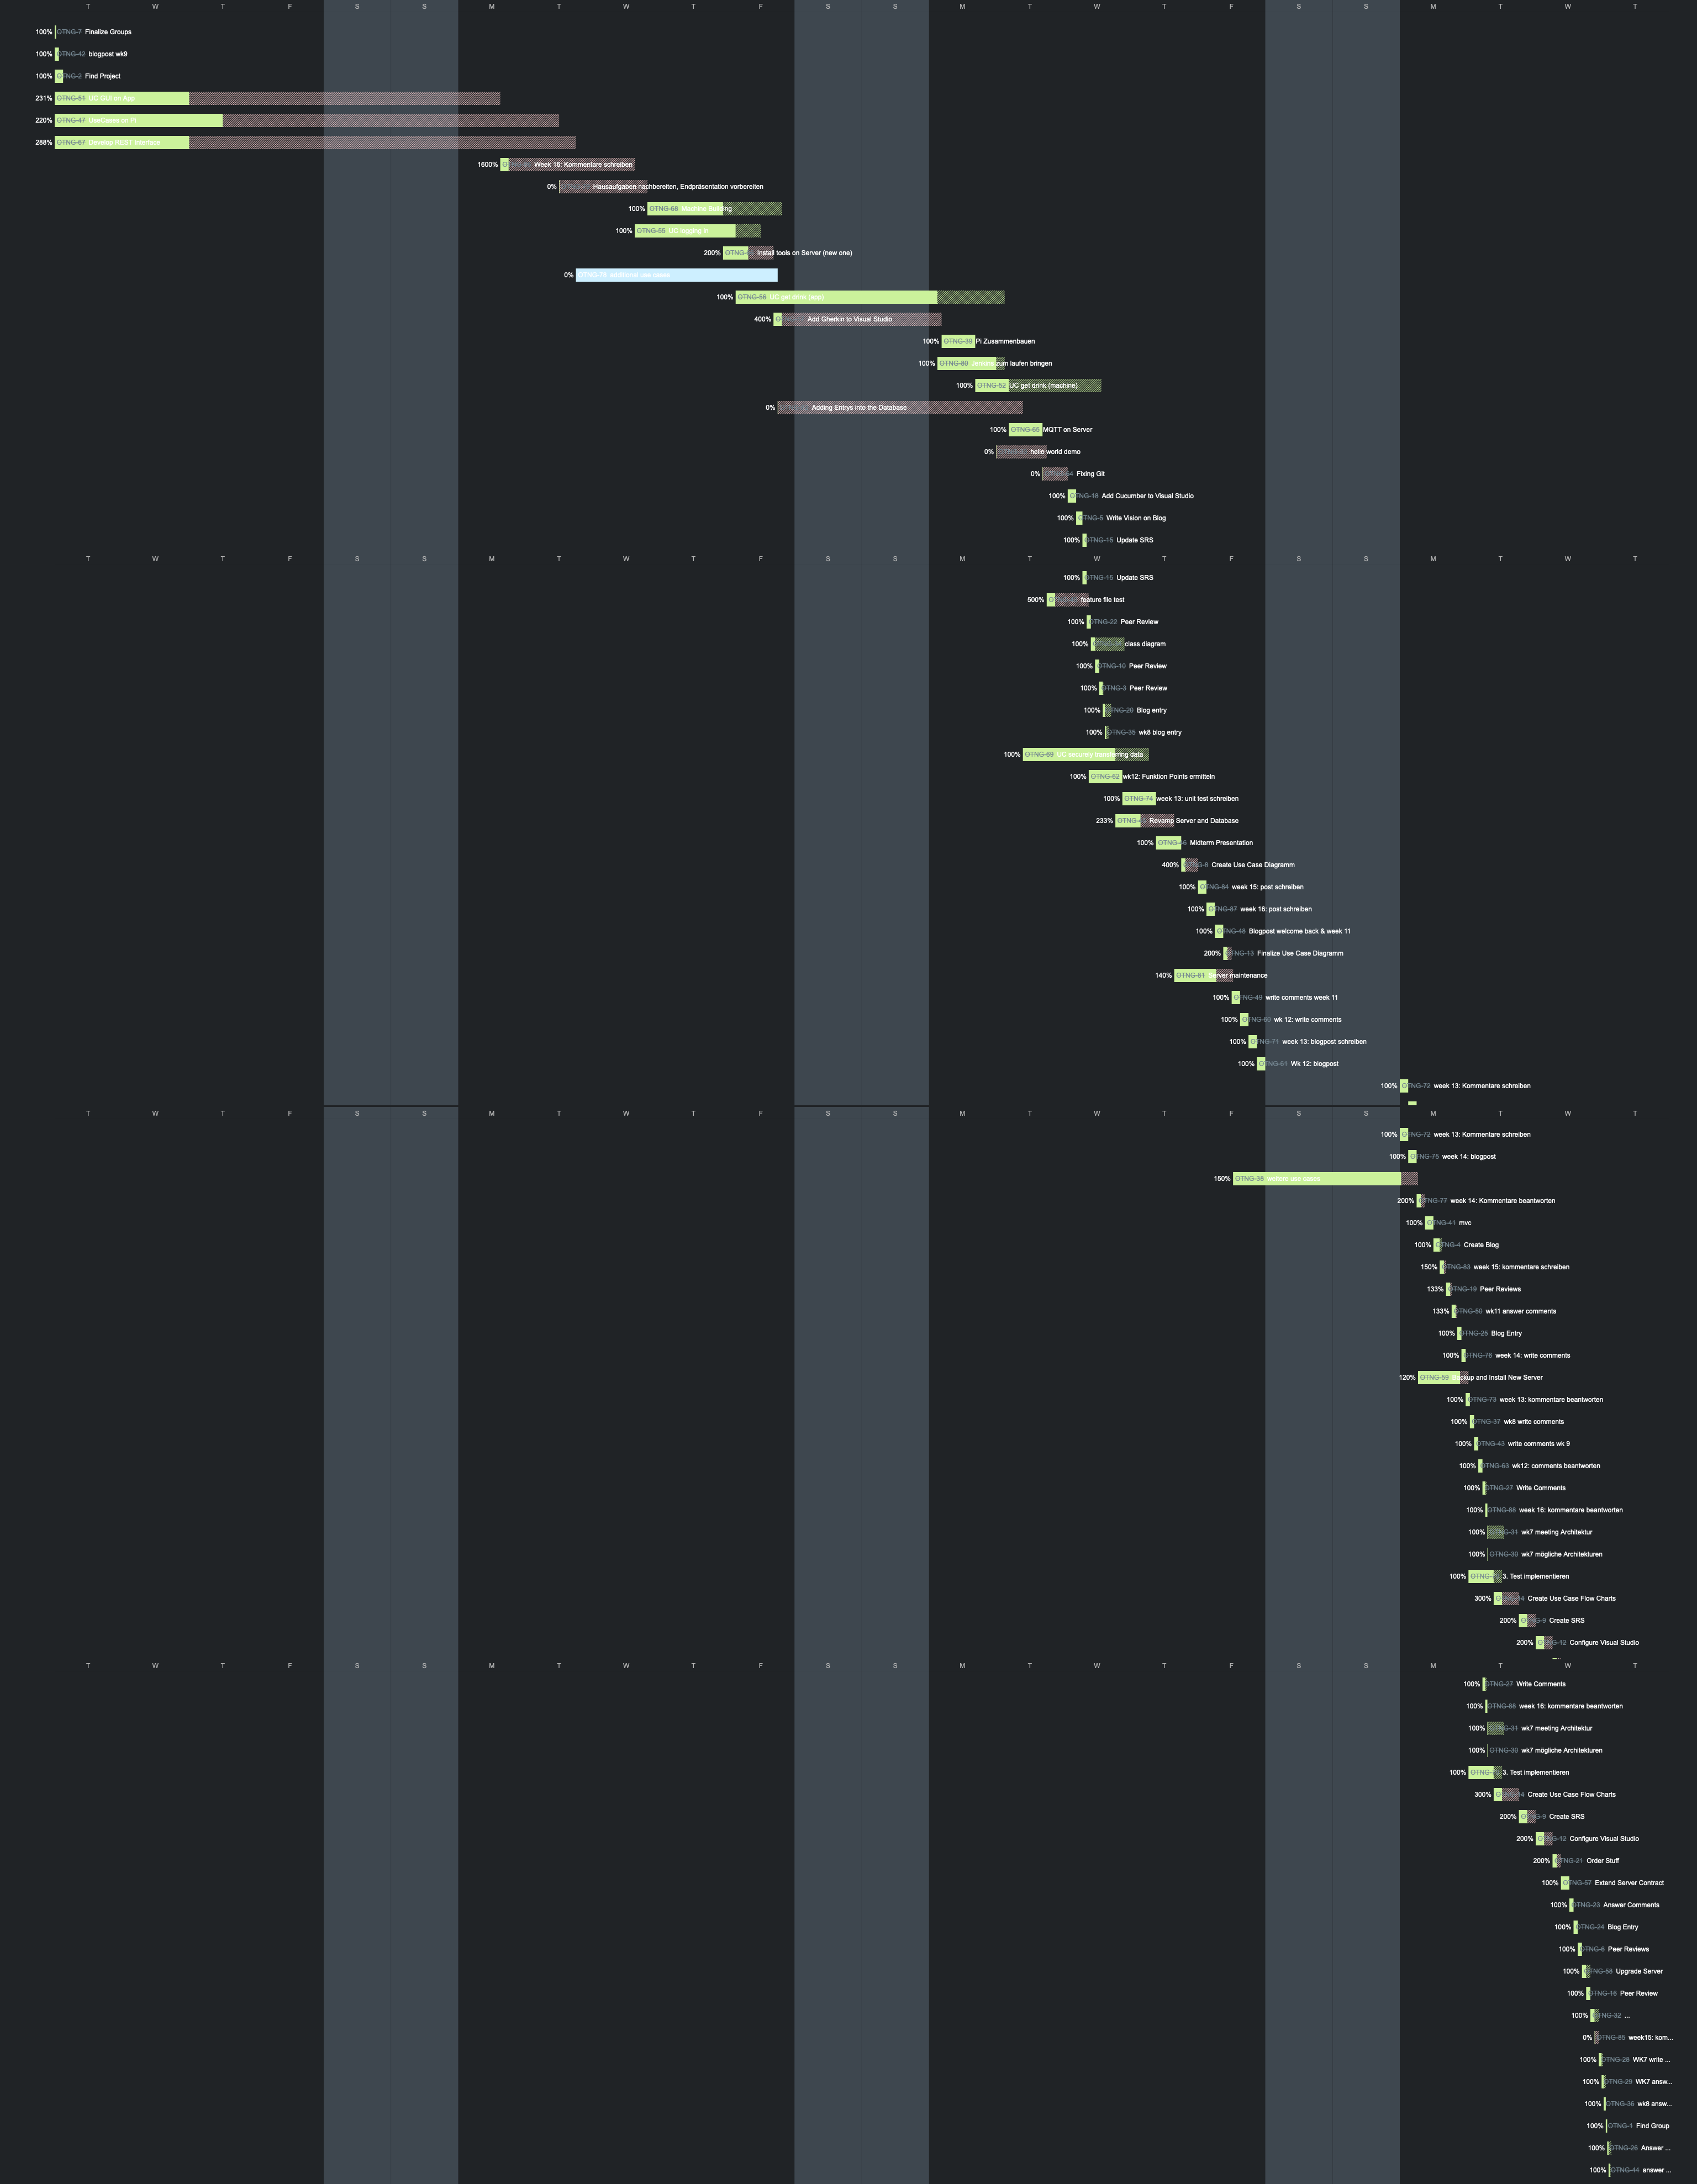 T W T F S S M T W T F S S M T W T F S S M T W T
100% OTNG-7 Finalize Groups
100% OTNG-42 blogpost wk9
100% OTNG-2 Find Project
231% OTNG-51 UC GUI on App
220% OTNG-47 UseCases on Pi
288% OTNG-67 Develop REST Interface
1600% Week 16: Kommentare schreiben
0% Hausaufgaben nachbereiten, Endpräsentation vorbereiten
100% OTNG-68 Machine Building
100% OTNG-55 UC logging in
200% OTNG- Install tools on Server (new one)
0% OTNG-79 additional use cases
100% OTNG-56 UC get drink (app)
400% Add Gherkin to Visual Studio
100% OTNG-39 Pi Zusammenbauen
100% OTNG-80 zum laufen bringen
100% OTNG-52 UC get drink (machine)
0% Adding Entrys into the Database
100% OTNG-65 MQTT on Server
0% hello world demo
0% Fixing Git
100% OTNG-18 Add Cucumber to Visual Studio
100% OTNG-5 Write Vision on Blog
100% OTNG-15 Update SRS
T W T F S S M T W T F S S M T W T F S S M T W T
100% OTNG-15 Update SRS
500% feature file test
100% OTNG-22 Peer Review
100% class diagram
100% OTNG-10 Peer Review
100% OTNG-3 Peer Review
100% OTNG-20 Blog entry
100% OTNG-35 wk8 blog entry
100% OTNG-69 UC securely transferring data
100% OTNG-62 wk12: Funktion Points ermitteln
100% OTNG-74 week 13: unit test schreiben
233% OTNG- Revamp Server and Database
100% OTNG- Midterm Presentation
400% Create Use Case Diagramm
100% OTNG-84 week 15: post schreiben
100% OTNG-87 week 16: post schreiben
100% OTNG-48 Blogpost welcome back & week 11
200% OTNG-13 Finalize Use Case Diagramm
140% OTNG-81 Server maintenance
100% OTNG-49 write comments week 11
100% OTNG-60 wk 12: write comments
100% OTNG-71 week 13: blogpost schreiben
100% OTNG-61 Wk 12: blogpost
100% OTNG-72 week 13: Kommentare schreiben
T W T F S S M T W T F S S M T W T F S S M T W T
100% OTNG-72 week 13: Kommentare schreiben
100% OTNG-75 week 14: blogpost
150% OTNG-38 weitere use cases
200% OTNG-77 week 14: Kommentare beantworten
100% OTNG-41 mvc
100% OTNG-4 Create Blog
150% OTNG-83 week 15: kommentare schreiben
133% OTNG-19 Peer Reviews
133% OTNG-50 wk11 answer comments
100% OTNG-25 Blog Entry
100% OTNG-76 week 14: write comments
120% OTNG-59 Backup and Install New Server
100% OTNG-73 week 13: kommentare beantworten
100% OTNG-37 wk8 write comments
100% OTNG-43 write comments wk 9
100% OTNG-63 wk12: comments beantworten
100% OTNG-27 Write Comments
100% OTNG-88 week 16: kommentare beantworten
100% OTNG-31 wk7 meeting Architektur
100% OTNG-30 wk7 mögliche Architekturen
100% OTNG- 3. Test implementieren
300% Create Use Case Flow Charts
200% OTNG-9 Create SRS
200% OTNG-12 Configure Visual Studio
T W T F S S M T W T F S S M T W T F S S M T W T
100% OTNG-27 Write Comments
100% OTNG-88 week 16: kommentare beantworten
100% OTNG-31 wk7 meeting Architektur
100% OTNG-30 wk7 mögliche Architekturen
100% OTNG- 3. Test implementieren
300% Create Use Case Flow Charts
200% OTNG-9 Create SRS
200% OTNG-12 Configure Visual Studio
200% OTNG-21 Order Stuff
100% OTNG-57 Extend Server Contract
100% OTNG-23 Answer Comments
100% OTNG-24 Blog Entry
100% OTNG-6 Peer Reviews
100% OTNG-58 Upgrade Server
100% OTNG-16 Peer Review
100% OTNG-32 ...
0% OTNG-85 week15: kom...
100% OTNG-28 WK7 write ...
100% OTNG-29 WK7 answ...
100% OTNG-36 wk8 answ...
100% OTNG-1 Find Group
100% OTNG-26 Answer ...
100% OTNG-44 answer ...